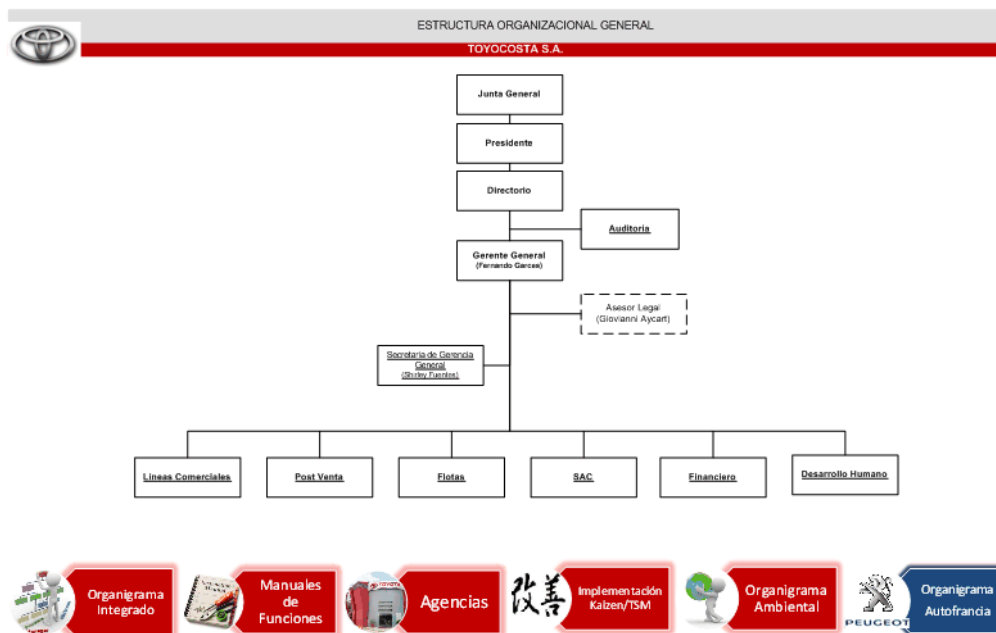 ESTRUCTURA ORGANIZACIONAL GENERAL
TOYOCOSTA S.A.
Junta General
Presidente
Directorio
Auditoria
Gerente General
(Fernando Garces)
Asesor Legal
(Giovianni Aycart)
Secretaria de Gerencia
General
(Shirley Fuentes)
Lineas Comerciales
Post Venta
Flotas
SAC
Financiero
Desarrollo Humano
Organigrama
Integrado
Manuales
de
Funciones
TOYOTA
Agencias
改善
Implementación
Kaizen/TSM
Organigrama
Ambiental
PEUGEOT
Organigrama
Autofrancia